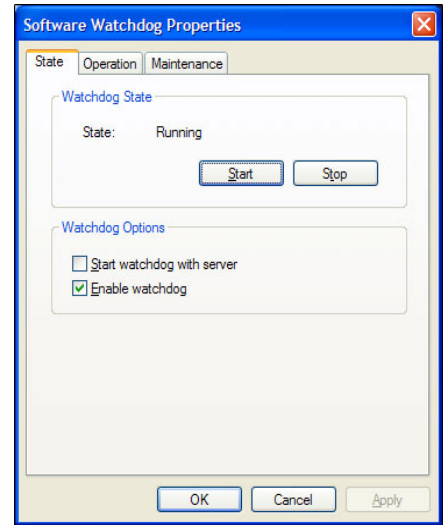 Software Watchdog Properties
State Operation Maintenance
Watchdog State
State: Running
Start Stop
Watchdog Options
Start watchdog with server
Enable watchdog
OK Cancel Apply